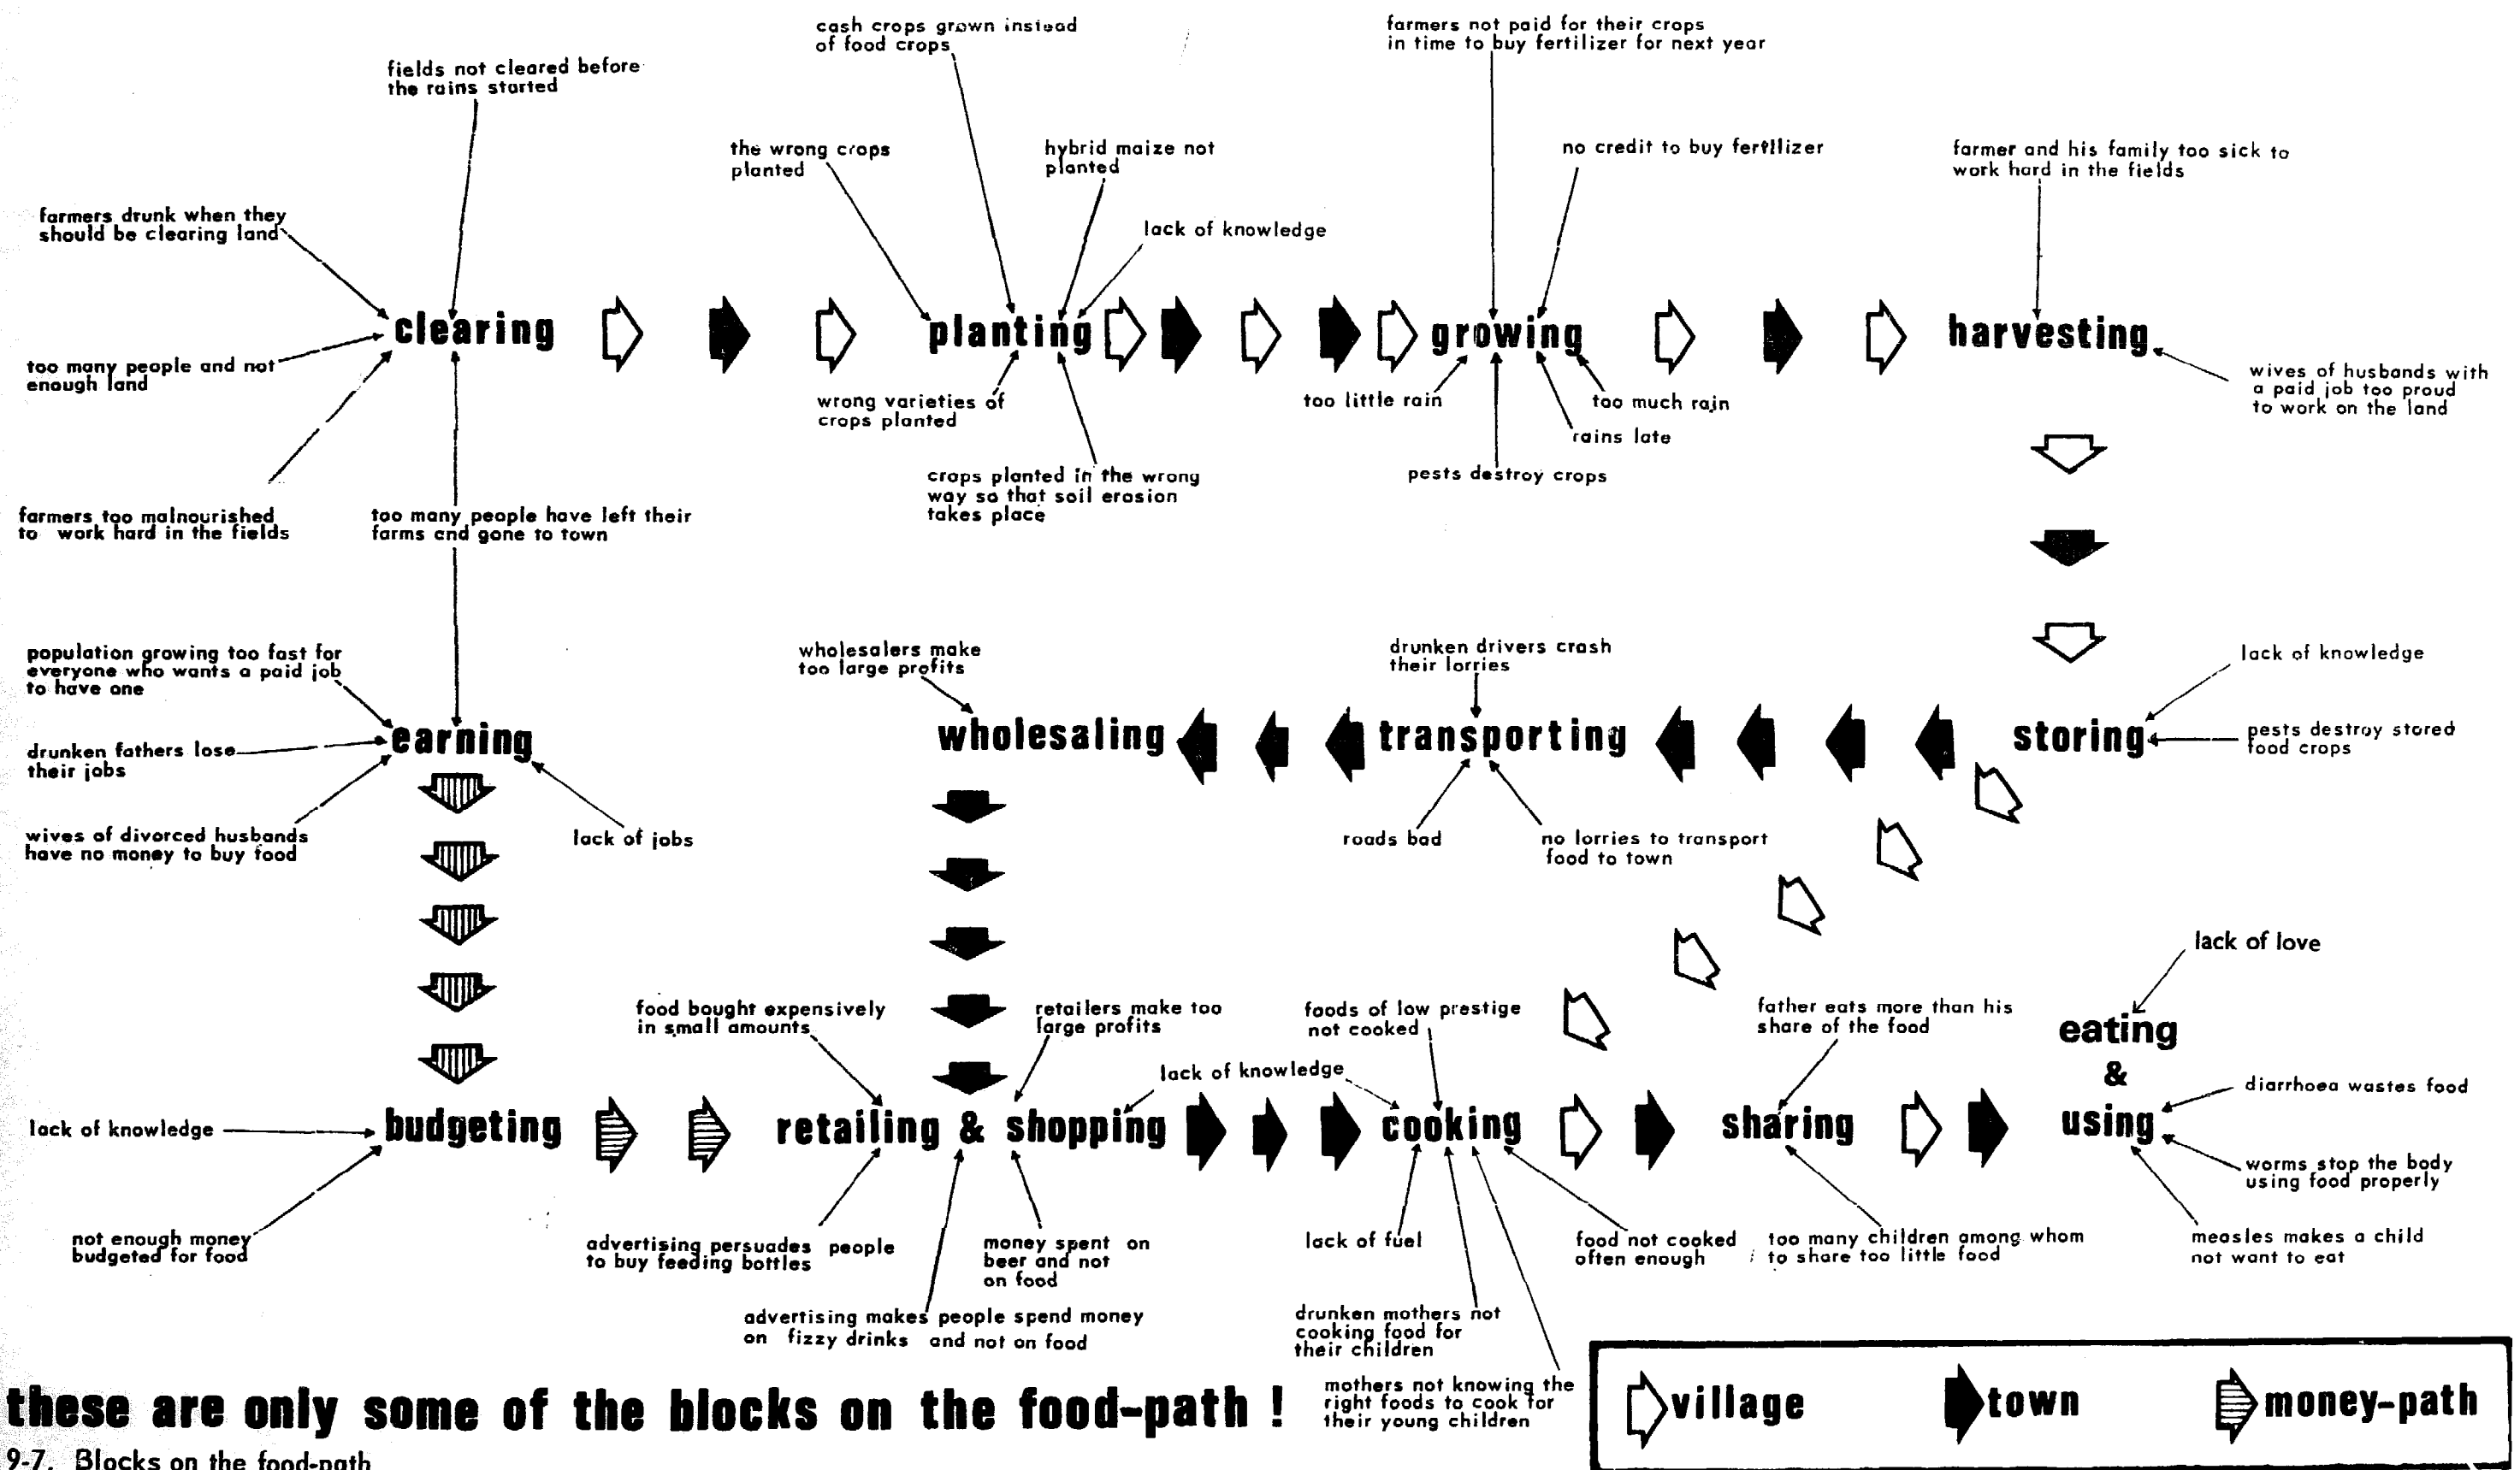 cash crops grown instead
of food crops
farmers not paid for their crops
in time to buy fertilizer for next year
fields not cleared before
the rains started
the wrong crops
planted
hybrid maize not
planted
no credit to buy fertilizer
farmer and his family too sick to
work hard in the fields
farmers drunk when they
should be clearing land
lack of knowledge
clearing
planting
growing
harvesting
too many people and not
enough land
wrong varieties of
crops planted
too little rain
too much rain
rains late
pests destroy crops
wives of husbands with
a paid job too proud
to work on the land
crops planted in the wrong
way so that soil erosion
takes place
farmers too malnourished
to work hard in the fields
too many people have left their
farms and gone to town
population growing too fast for
everyone who wants a paid job
to have one
wholesalers make
too large profits
drunken drivers crash
their lorries
lack of knowledge
earning
wholesaling
transporting
storing
drunken fathers lose
their jobs
pests destroy stored
food crops
wives of divorced husbands
have no money to buy food
lack of jobs
roads bad
no lorries to transport
food to town
lack of love
food bought expensively
in small amounts
retailers make too
large profits
foods of low prestige
not cooked
father eats more than his
share of the food
eating
&
using
lack of knowledge
diarrhoea wastes food
lack of knowledge
budgeting
retailing & shopping
cooking
sharing
worms stop the body
using food properly
not enough money
budgeted for food
advertising persuades people
to buy feeding bottles
money spent on
beer and not
on food
lack of fuel
food not cooked
often enough
too many children among whom
to share too little food
measles makes a child
not want to eat
advertising makes people spend money
on fizzy drinks and not on food
drunken mothers not
cooking food for
their children
mothers not knowing the
right foods to cook for
their young children
these are only some of the blocks on the food-path !
village
town
money-path
9-7. Blocks on the food-path